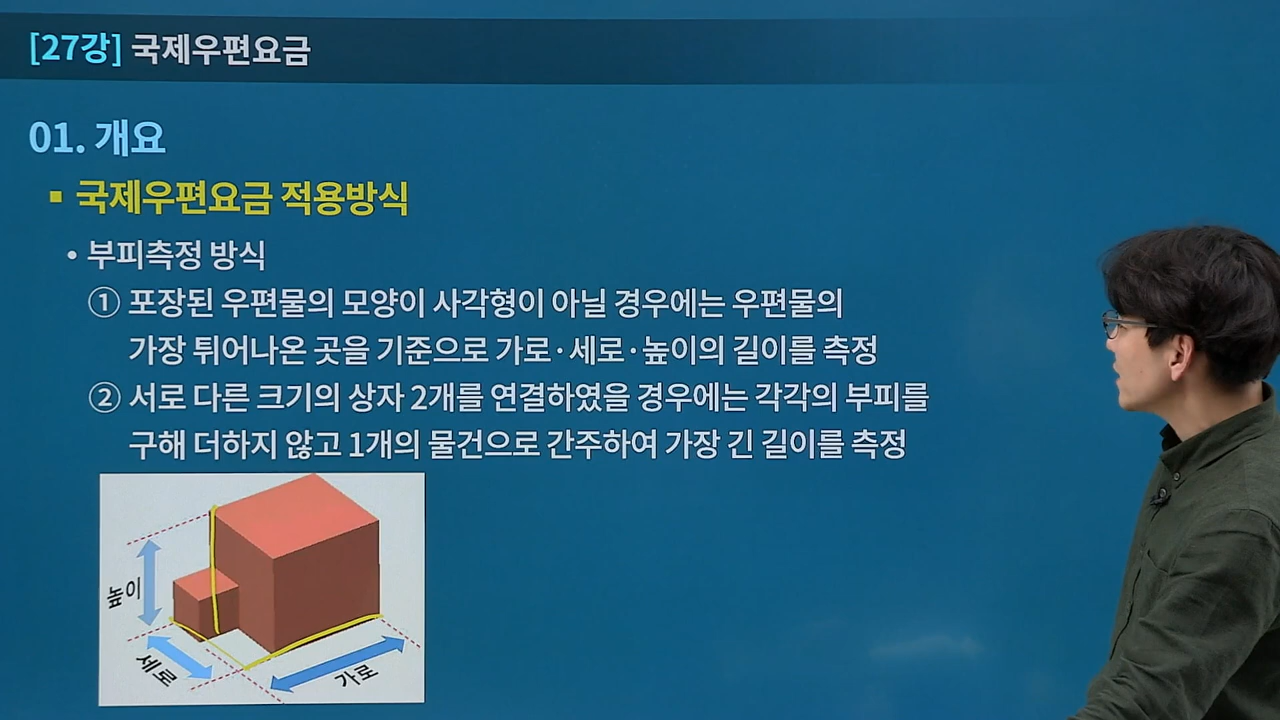 [27강] 국제우편요금
01. 개요
▪ 국제우편요금 적용방식
• 부피측정 방식
① 포장된 우편물의 모양이 사각형이 아닐 경우에는 우편물의
가장 튀어나온 곳을 기준으로 가로·세로·높이의 길이를 측정
② 서로 다른 크기의 상자 2개를 연결하였을 경우에는 각각의 부피를
구해 더하지 않고 1개의 물건으로 간주하여 가장 긴 길이를 측정
높이
세로
가로